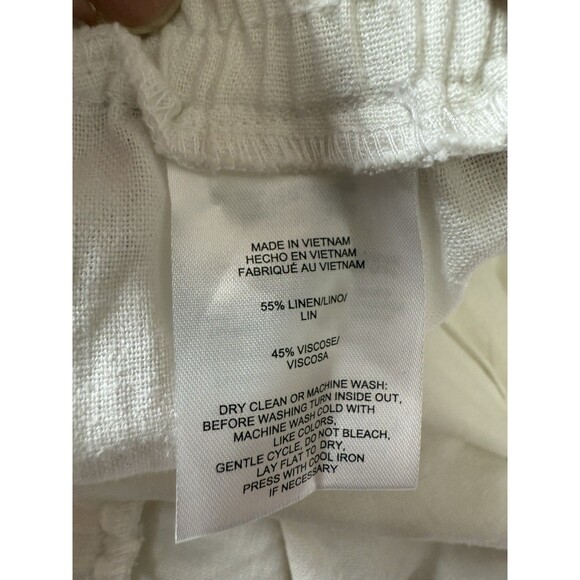 MADE IN VIETNAM
HECHO EN VIETNAM
FABRIQUÉ AU VIETNAM
55% LINEN/LINO/
LIN
45% VISCOSE/
VISCOSA
DRY CLEAN OR MACHINE WASH:
BEFORE WASHING TURN INSIDE OUT,
MACHINE WASH COLD WITH
LIKE COLORS,
GENTLE CYCLE, DO NOT BLEACH,
LAY FLAT TO DRY,
PRESS WITH COOL IRON
IF NECESSARY